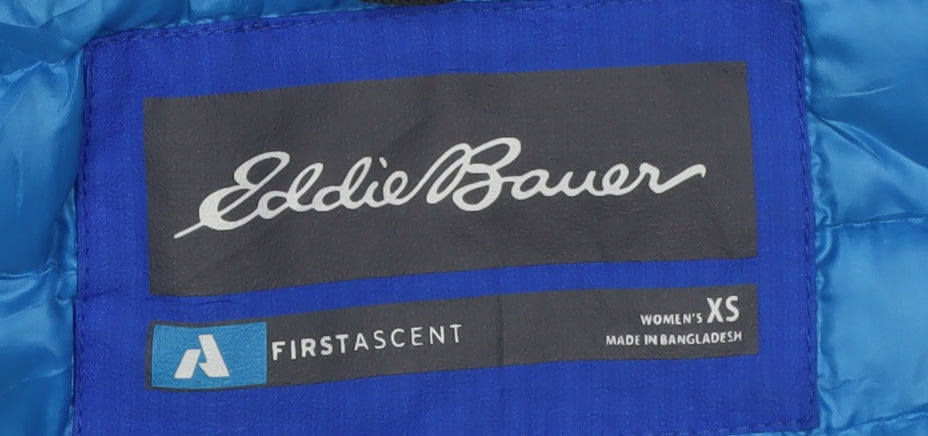 Eddie Bauer
FIRST ASCENT
WOMEN'S XS
MADE IN BANGLADESH